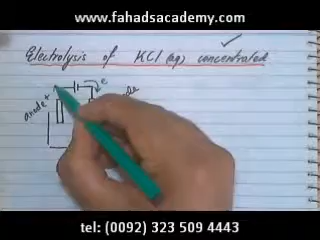 www.fahadsacademy.com
Electrolysis of KCl (aq) concentrated
anode +
e
tel: (0092) 323 509 4443